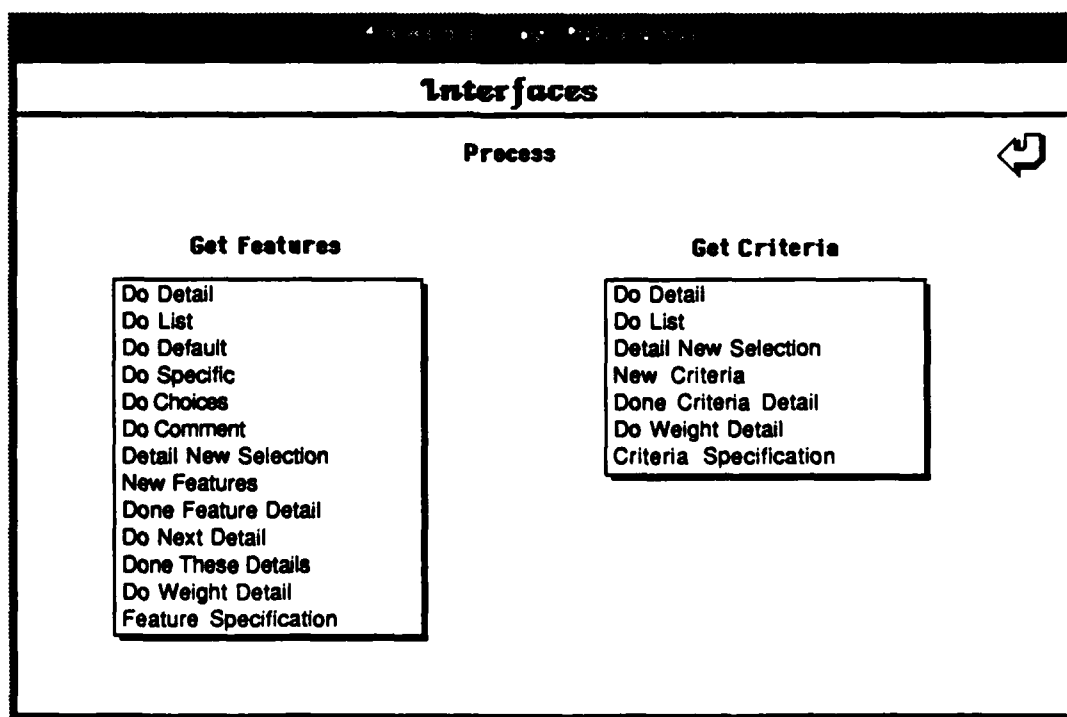 Interfaces
Process
Get Features
Do Detail
Do List
Do Default
Do Specific
Do Choices
Do Comment
Detail New Selection
New Features
Done Feature Detail
Do Next Detail
Done These Details
Do Weight Detail
Feature Specification
Get Criteria
Do Detail
Do List
Detail New Selection
New Criteria
Done Criteria Detail
Do Weight Detail
Criteria Specification